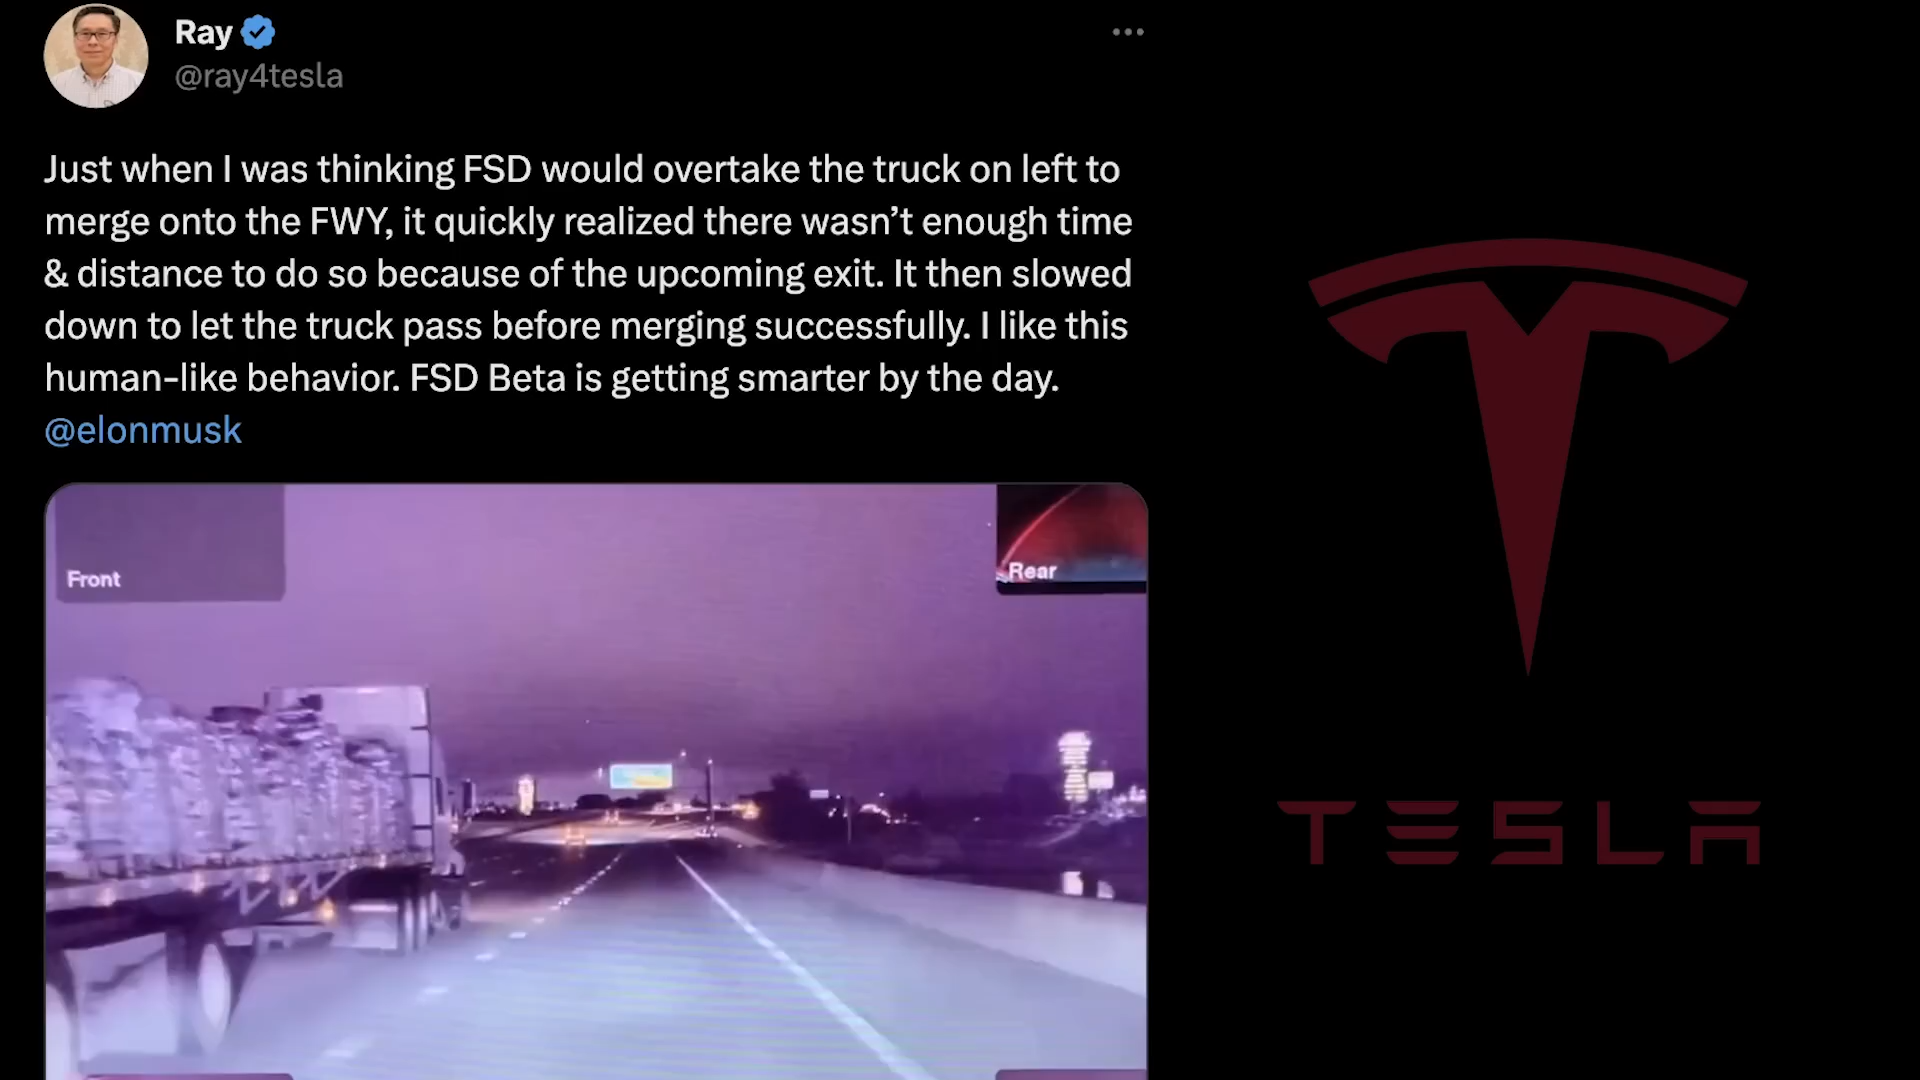 Ray
@ray4tesla
Just when I was thinking FSD would overtake the truck on left to
merge onto the FWY, it quickly realized there wasn’t enough time
& distance to do so because of the upcoming exit. It then slowed
down to let the truck pass before merging successfully. I like this
human-like behavior. FSD Beta is getting smarter by the day.
@elonmusk
Front
Rear
TESLA